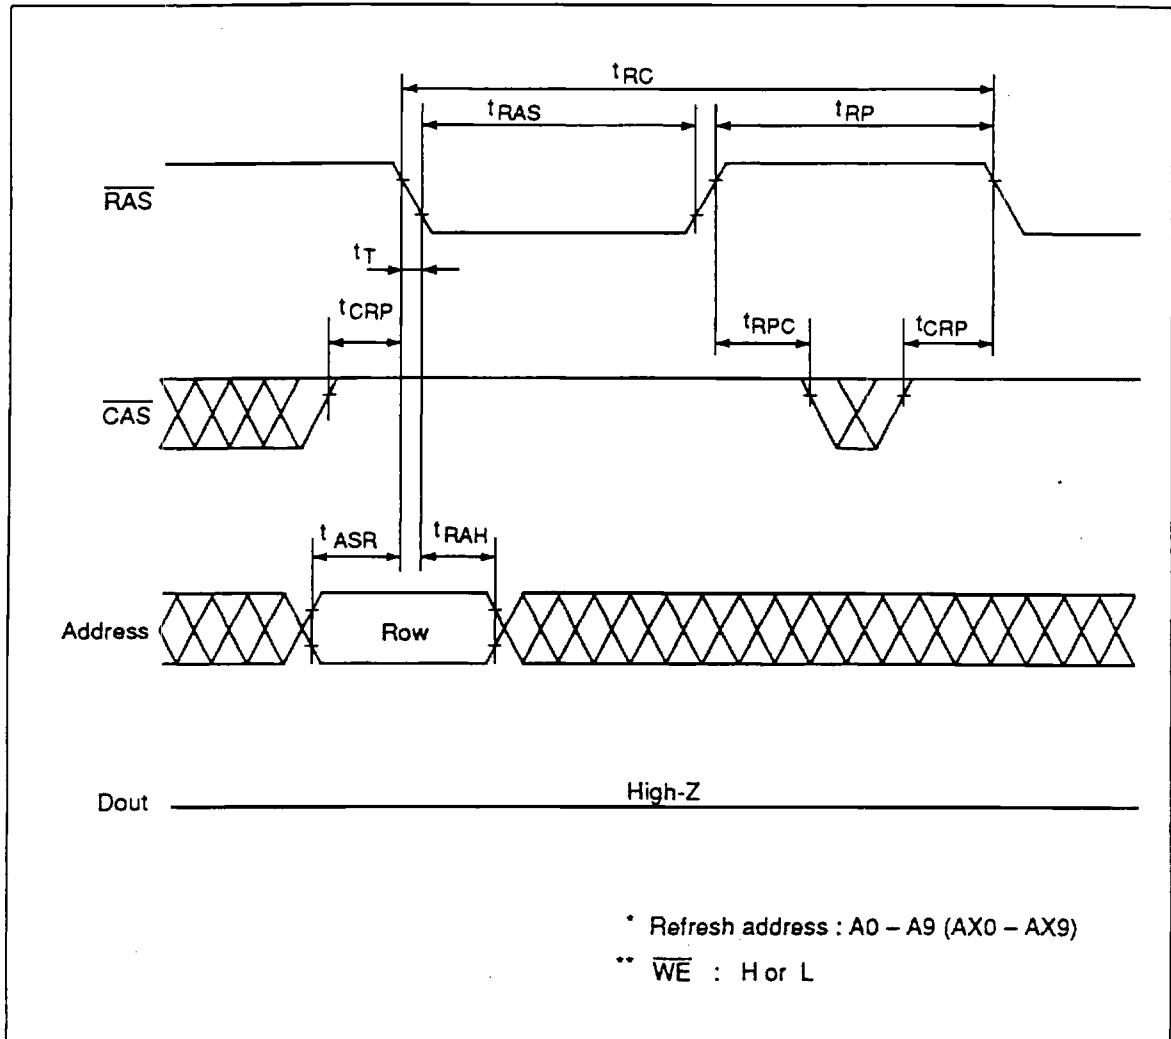 tRC
tRAS
tRP
RAS
tT
tCRP
tRPC
tCRP
CAS
tASR
tRAH
Address
Row
Dout
High-Z
* Refresh address : A0 – A9 (AX0 – AX9)
** WE : H or L